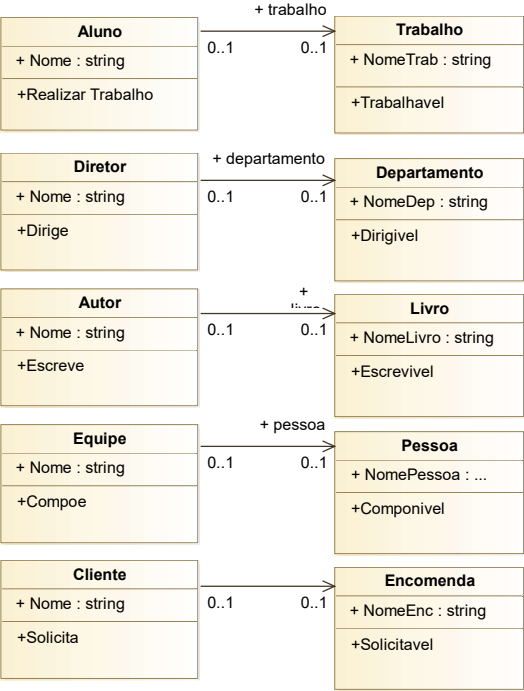 + trabalho
Aluno
+ Nome : string
+Realizar Trabalho
0..1 0..1
Trabalho
+ NomeTrab : string
+Trabalhavel
+ departamento
Diretor
+ Nome : string
+Dirige
0..1 0..1
Departamento
+ NomeDep : string
+Dirigivel
+
Autor
+ Nome : string
+Escreve
0..1 0..1
Livro
+ NomeLivro : string
+Escrevivel
+ pessoa
Equipe
+ Nome : string
+Compoe
0..1 0..1
Pessoa
+ NomePessoa : ...
+Componivel
Cliente
+ Nome : string
+Solicita
0..1 0..1
Encomenda
+ NomeEnc : string
+Solicitavel